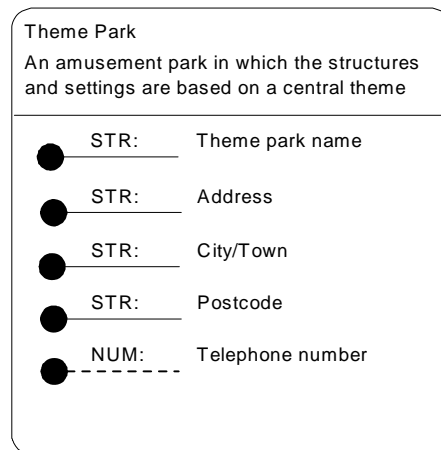 Theme Park
An amusement park in which the structures
and settings are based on a central theme
STR: Theme park name
STR: Address
STR: City/Town
STR: Postcode
NUM: Telephone number